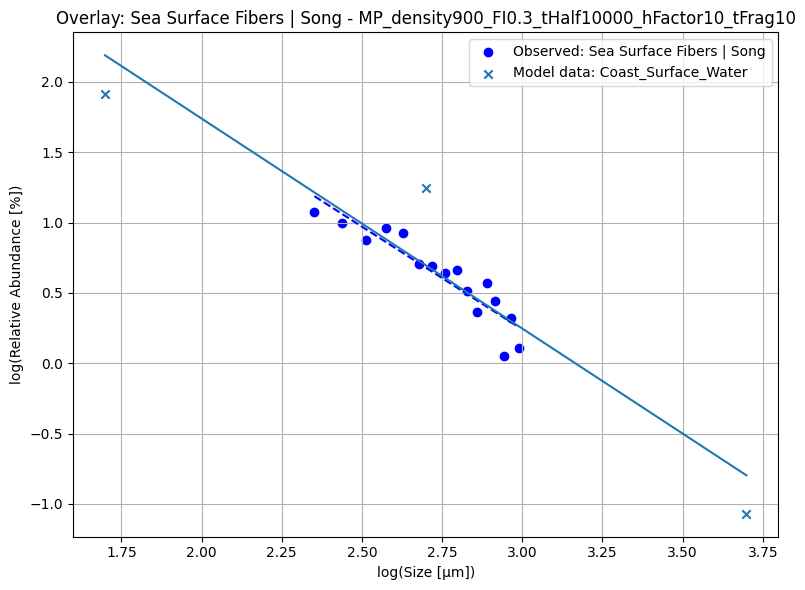 Overlay: Sea Surface Fibers | Song - MP_density900_FI0.3_tHalf10000_hFactor10_tFrag10
Observed: Sea Surface Fibers | Song
Model data: Coast_Surface_Water
log(Relative Abundance [%])
2.0
1.5
1.0
0.5
0.0
−0.5
−1.0
1.75 2.00 2.25 2.50 2.75 3.00 3.25 3.50 3.75
log(Size [μm])